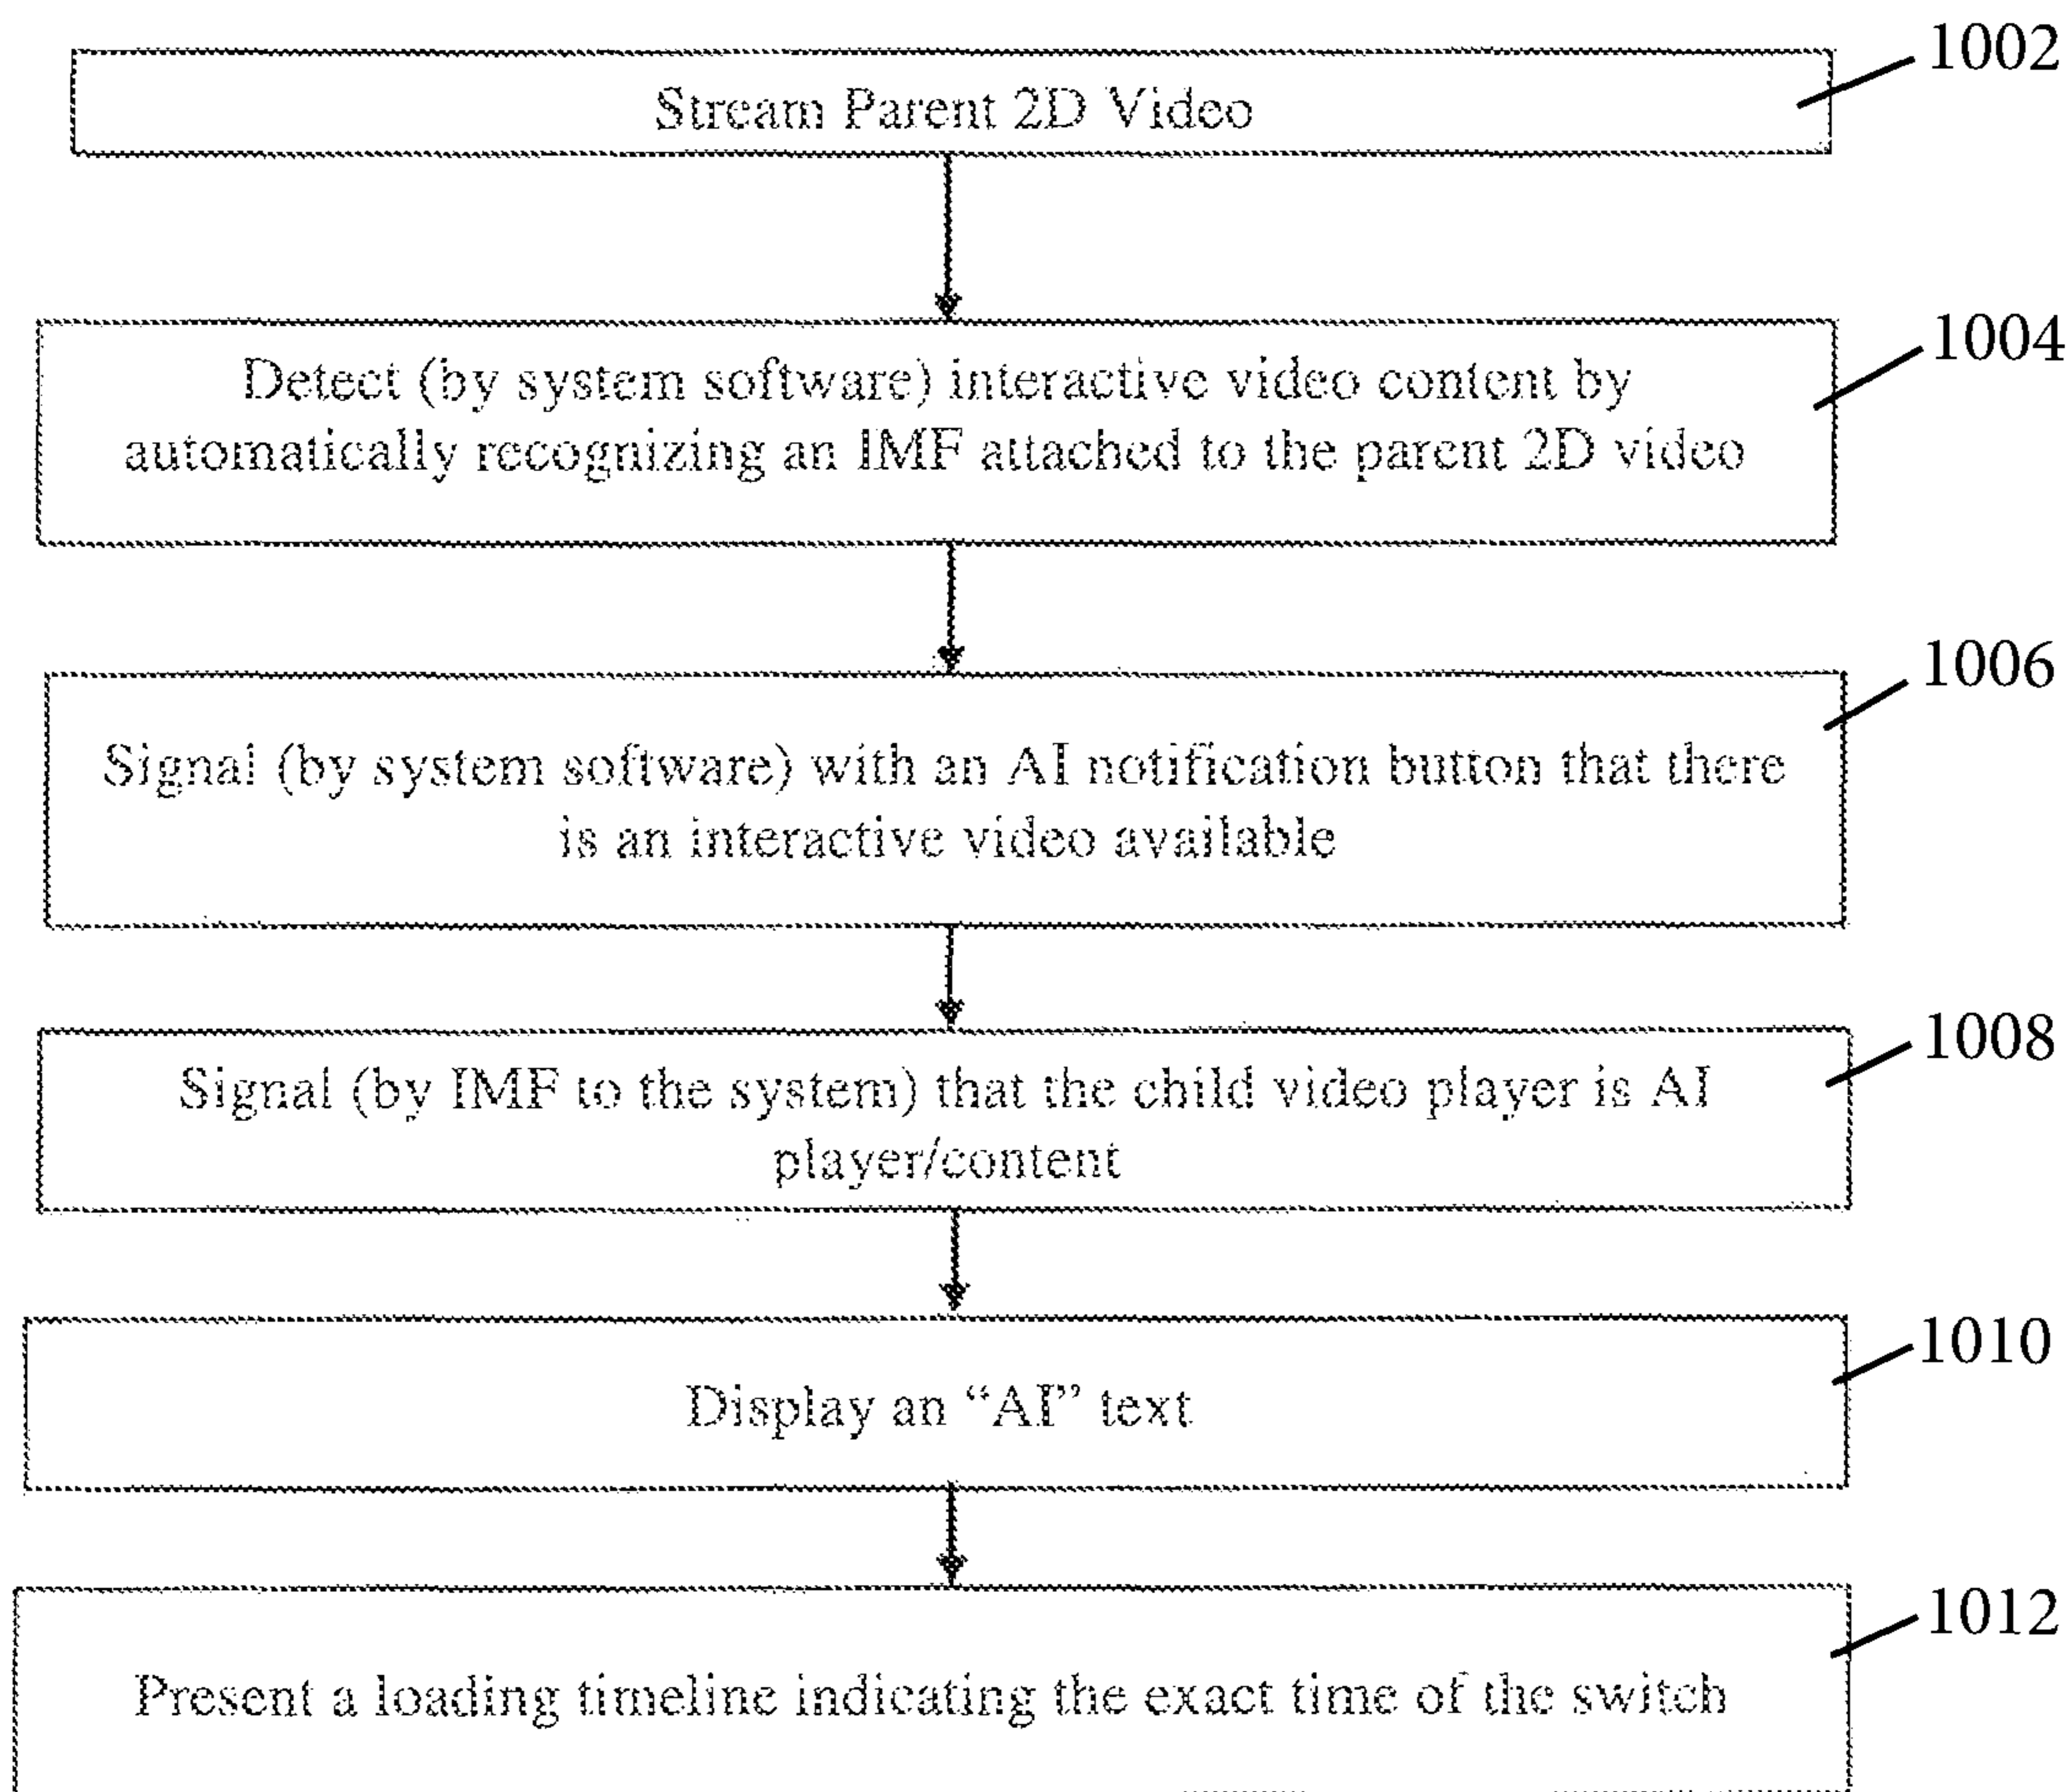 1002
Stream Parent 2D Video
1004
Detect (by system software) interactive video content by
automatically recognizing an IMF attached to the parent 2D video
1006
Signal (by system software) with an AI notification button that there
is an interactive video available
1008
Signal (by IMF to the system) that the child video player is AI
player/content
1010
Display an “AI” text
1012
Present a loading timeline indicating the exact time of the switch